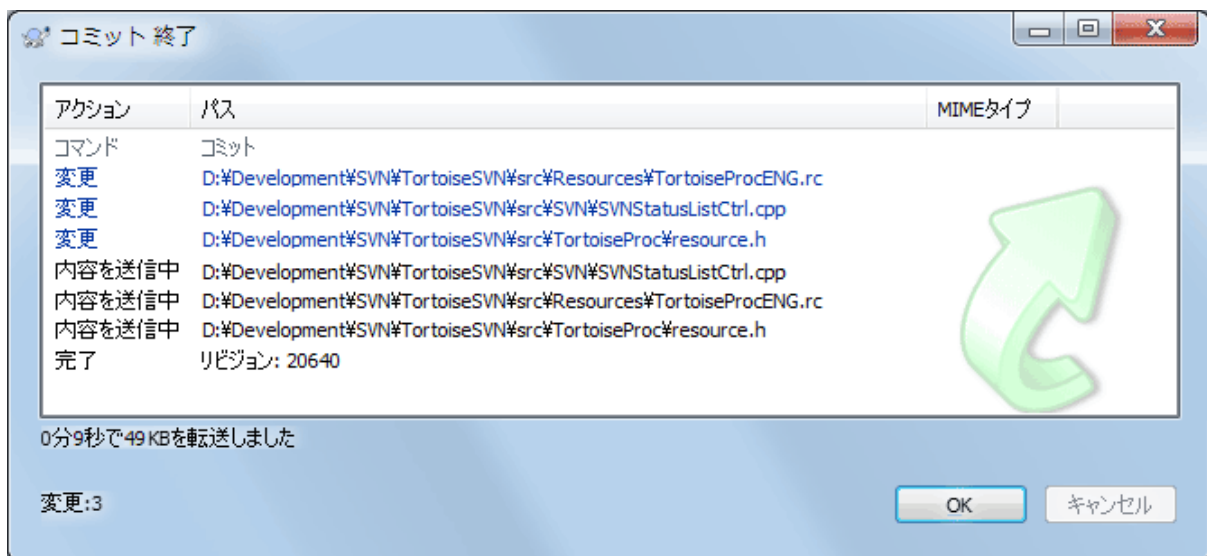 コミット 終了
アクション パス MIMEタイプ
コマンド コミット
変更 D:¥Development¥SVN¥TortoiseSVN¥src¥Resources¥TortoiseProcENG.rc
変更 D:¥Development¥SVN¥TortoiseSVN¥src¥SVN¥SVNStatusListCtrl.cpp
変更 D:¥Development¥SVN¥TortoiseSVN¥src¥TortoiseProc¥resource.h
内容を送信中 D:¥Development¥SVN¥TortoiseSVN¥src¥SVN¥SVNStatusListCtrl.cpp
内容を送信中 D:¥Development¥SVN¥TortoiseSVN¥src¥Resources¥TortoiseProcENG.rc
内容を送信中 D:¥Development¥SVN¥TortoiseSVN¥src¥TortoiseProc¥resource.h
完了 リビジョン: 20640
0分9秒で49 KBを転送しました
変更:3 OK キャンセル